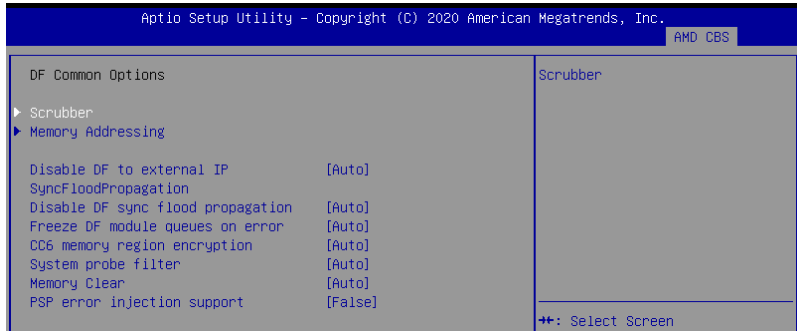 Aptio Setup Utility – Copyright (C) 2020 American Megatrends, Inc.
AMD CBS
DF Common Options
Scrubber
Scrubber
Memory Addressing
Disable DF to external IP [Auto]
SyncFloodPropagation
Disable DF sync flood propagation [Auto]
Freeze DF module queues on error [Auto]
CC6 memory region encryption [Auto]
System probe filter [Auto]
Memory Clear [Auto]
PSP error injection support [False]
→←: Select Screen